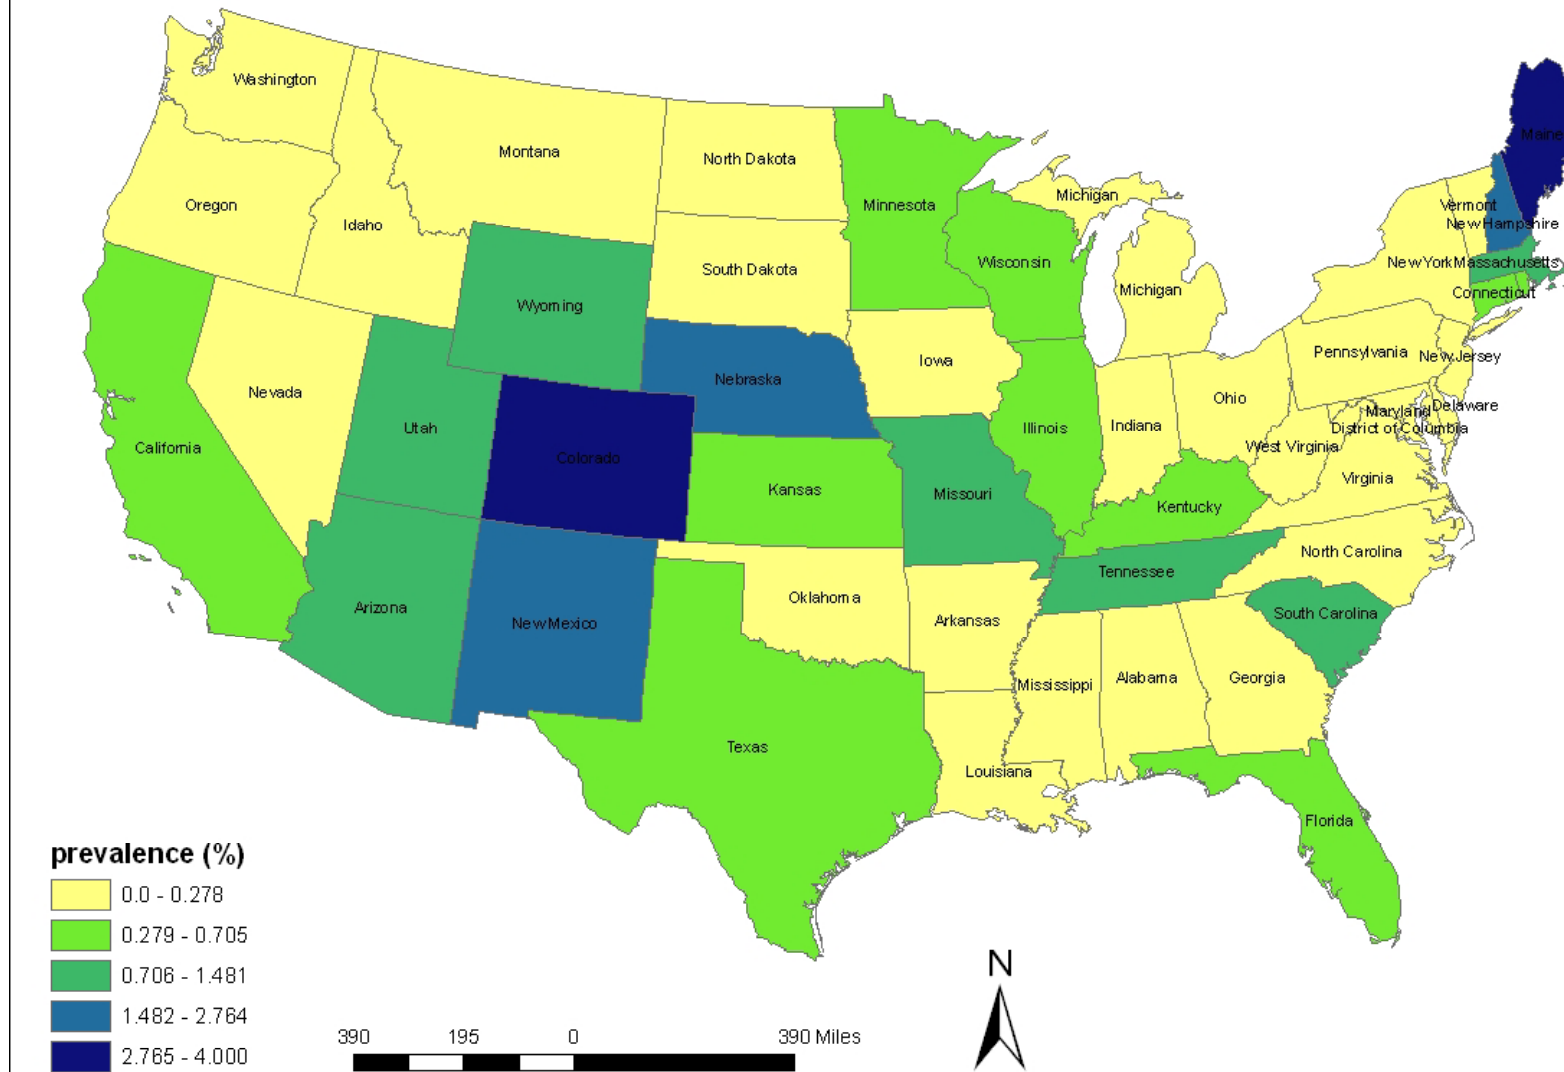 Washington
Montana
North Dakota
Minnesota
Michigan
Maine
Oregon
Idaho
South Dakota
Wisconsin
Michigan
Vermont
New Hampshire
New York
Massachusetts
Connecticut
Wyoming
Iowa
Pennsylvania
New Jersey
Nevada
Nebraska
Ohio
Maryland
Delaware
District of Columbia
California
Utah
Colorado
Illinois
Indiana
West Virginia
Kansas
Missouri
Kentucky
Virginia
North Carolina
Tennessee
Arizona
New Mexico
Oklahoma
Arkansas
South Carolina
Mississippi
Alabama
Georgia
Texas
Louisiana
Florida
prevalence (%)
0.0 - 0.278
0.279 - 0.705
0.706 - 1.481
1.482 - 2.764
2.765 - 4.000
390 195 0 390 Miles
N